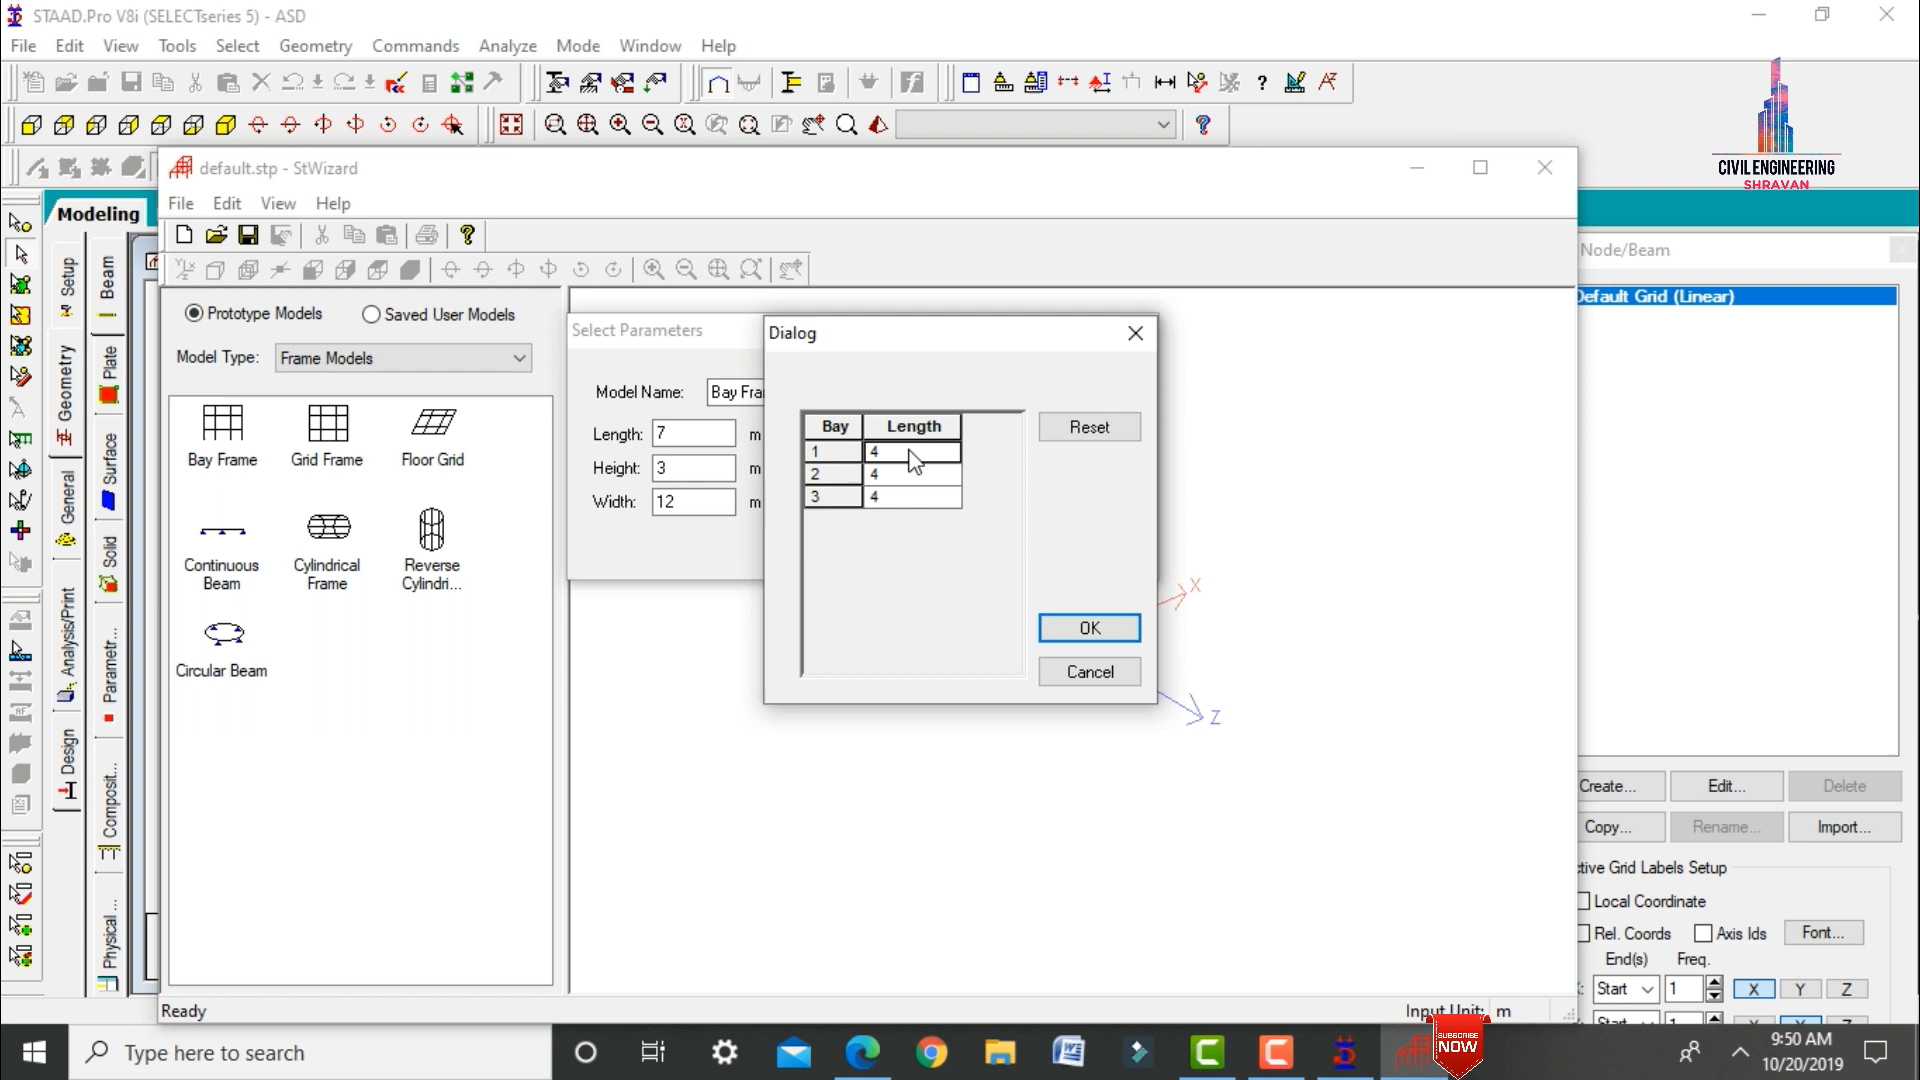 STAAD.Pro V8i (SELECTseries 5) - ASD
File Edit View Tools Select Geometry Commands Analyze Mode Window Help
CIVIL ENGINEERING
SHRAVAN
default.stp - StWizard
File Edit View Help
Modeling
Setup
Geometry
General
Analysis/Print
Design
Beam
Plate
Surface
Solid
Parametr...
Composit...
Physical ...
Prototype Models Saved User Models
Model Type: Frame Models
Bay Frame Grid Frame Floor Grid
Continuous Beam
Cylindrical Frame
Reverse Cylindri...
Circular Beam
Select Parameters
Model Name: Bay Fra
Length: 7 m
Height: 3 m
Width: 12 m
Dialog
Bay Length
1 4
2 4
3 4
Reset
OK
Cancel
X
Z
Node/Beam
Default Grid (Linear)
Create... Edit... Delete
Copy... Rename... Import...
ctive Grid Labels Setup
Local Coordinate
Rel. Coords Axis Ids Font...
End(s) Freq.
: Start 1 X Y Z
Ready
Input Unit: m
Type here to search
SUBSCRIBE
NOW
9:50 AM
10/20/2019